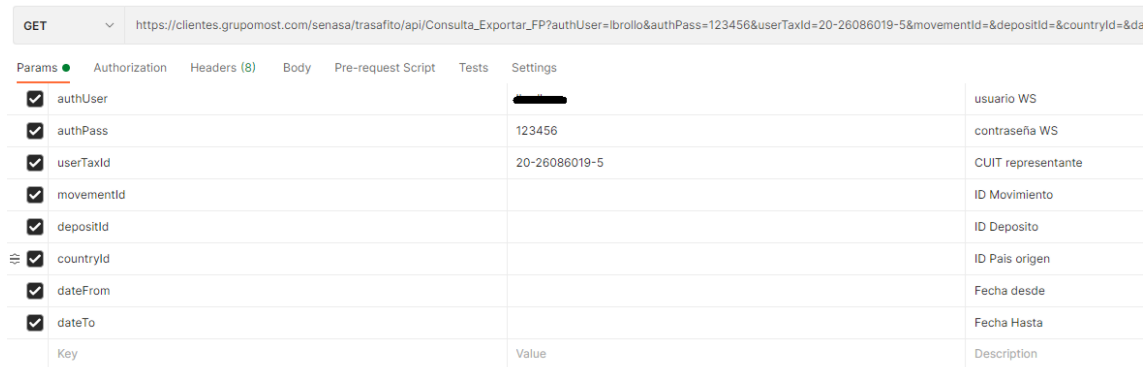 GET https://clientes.grupomost.com/senasa/trasafito/api/Consulta_Exportar_FP?authUser=lbrollo&authPass=123456&userTaxId=20-26086019-5&movementId=&depositId=&countryId=&da
Params Authorization Headers (8) Body Pre-request Script Tests Settings
authUser usuario WS
authPass 123456 contraseña WS
userTaxId 20-26086019-5 CUIT representante
movementId ID Movimiento
depositId ID Deposito
countryId ID Pais origen
dateFrom Fecha desde
dateTo Fecha Hasta
Key Value Description